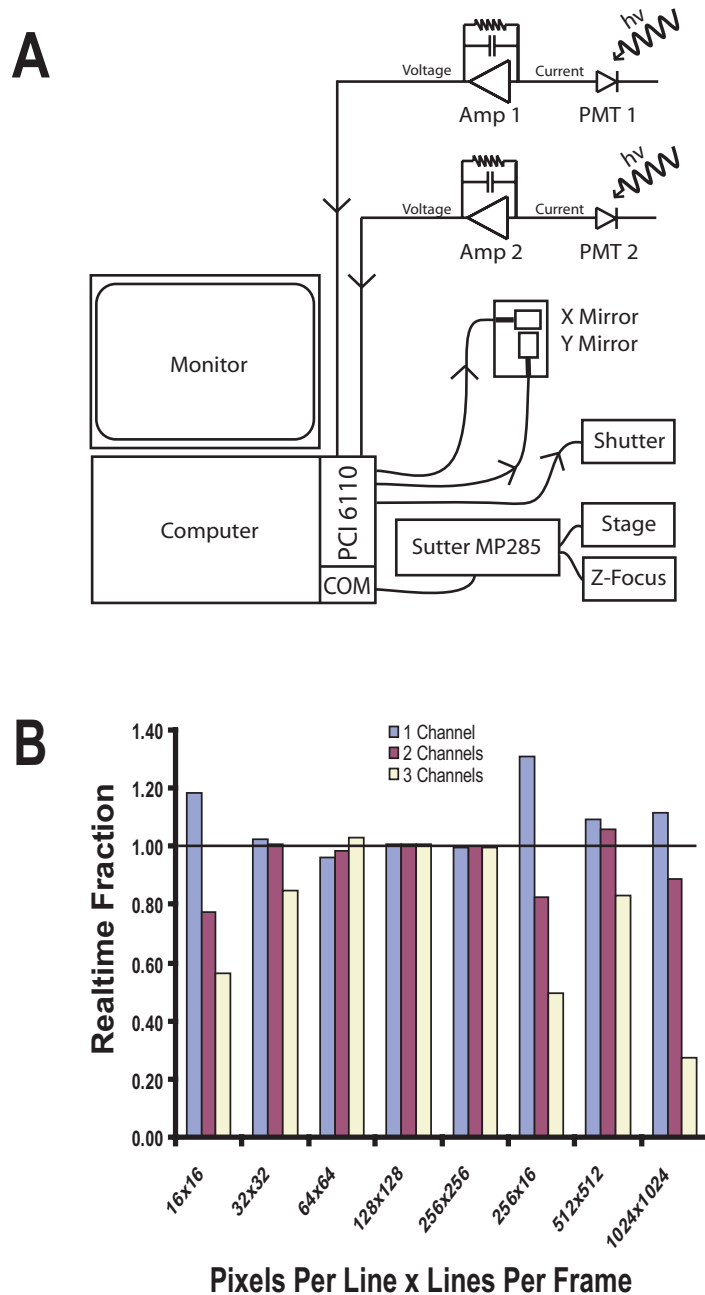 A
hν
Voltage
Current
Amp 1
PMT 1
hν
Voltage
Current
Amp 2
PMT 2
X Mirror
Y Mirror
Monitor
Shutter
Computer
PCI 6110
COM
Sutter MP285
Stage
Z-Focus
B
1 Channel
2 Channels
3 Channels
Realtime Fraction
1.40
1.20
1.00
0.80
0.60
0.40
0.20
0.00
16x16
32x32
64x64
128x128
256x256
256x16
512x512
1024x1024
Pixels Per Line x Lines Per Frame